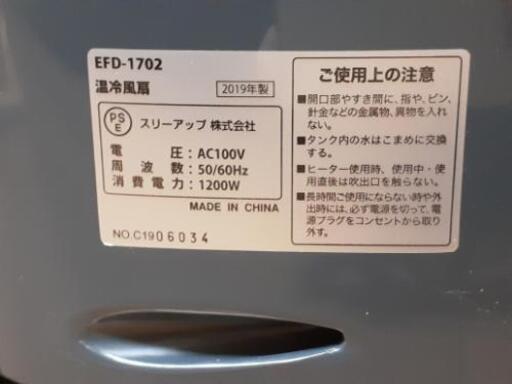 EFD-1702
温冷風扇 2019年製
PSE スリーアップ 株式会社
電圧:AC100V
周波数:50/60Hz
消費電力:1200W
MADE IN CHINA
NO.C1906034
ご使用上の注意
■開口部やすき間に、指や、ピン、
針金などの金属物、異物を入れ
ない。
■タンク内の水はこまめに交換
する。
■ヒーター使用時、使用中・使
用直後は吹出口を触らない。
■長時間ご使用にならない時や外
出時には、必ず電源を切って、電
源プラグをコンセントから取り
外す。